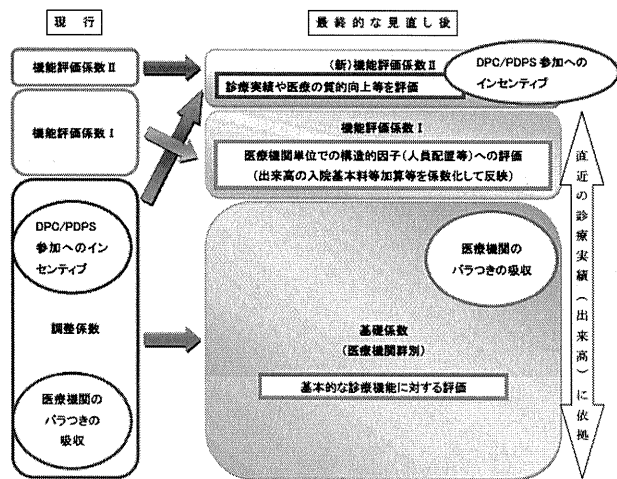 現 行
機能評価係数Ⅱ
機能評価係数Ⅰ
DPC/PDPS
参加へのイン
センティブ
調整係数
医療機関の
バラつきの
吸収
最終的な見直し後
(新)機能評価係数Ⅱ
診療実績や医療の質的向上等を評価
DPC/PDPS 参加への
インセンティブ
機能評価係数Ⅰ
医療機関単位での構造的因子(人員配置等)への評価
(出来高の入院基本料等加算等を係数化して反映)
医療機関の
バラつきの吸収
基礎係数
(医療機関群別)
基本的な診療機能に対する評価
直近の診療実績(出来高)に依拠